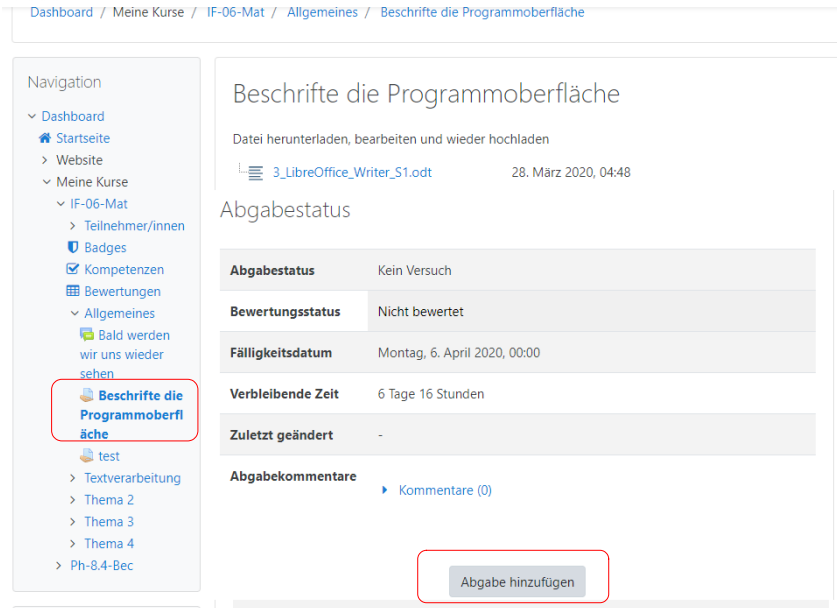 Dashboard / Meine Kurse / IF-06-Mat / Allgemeines / Beschrifte die Programmoberfläche
Navigation
Dashboard
Startseite
Website
Meine Kurse
IF-06-Mat
Teilnehmer/innen
Badges
Kompetenzen
Bewertungen
Allgemeines
Bald werden
wir uns wieder
sehen
Beschrifte die
Programmoberfl
äche
test
Textverarbeitung
Thema 2
Thema 3
Thema 4
Ph-8.4-Bec
Beschrifte die Programmoberfläche
Datei herunterladen, bearbeiten und wieder hochladen
3_LibreOffice_Writer_S1.odt 28. März 2020, 04:48
Abgabestatus
Abgabestatus Kein Versuch
Bewertungsstatus Nicht bewertet
Fälligkeitsdatum Montag, 6. April 2020, 00:00
Verbleibende Zeit 6 Tage 16 Stunden
Zuletzt geändert -
Abgabekommentare
Kommentare (0)
Abgabe hinzufügen